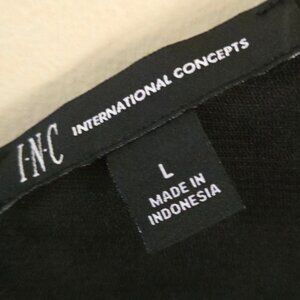 I·N·C INTERNATIONAL CONCEPTS
L
MADE IN
INDONESIA